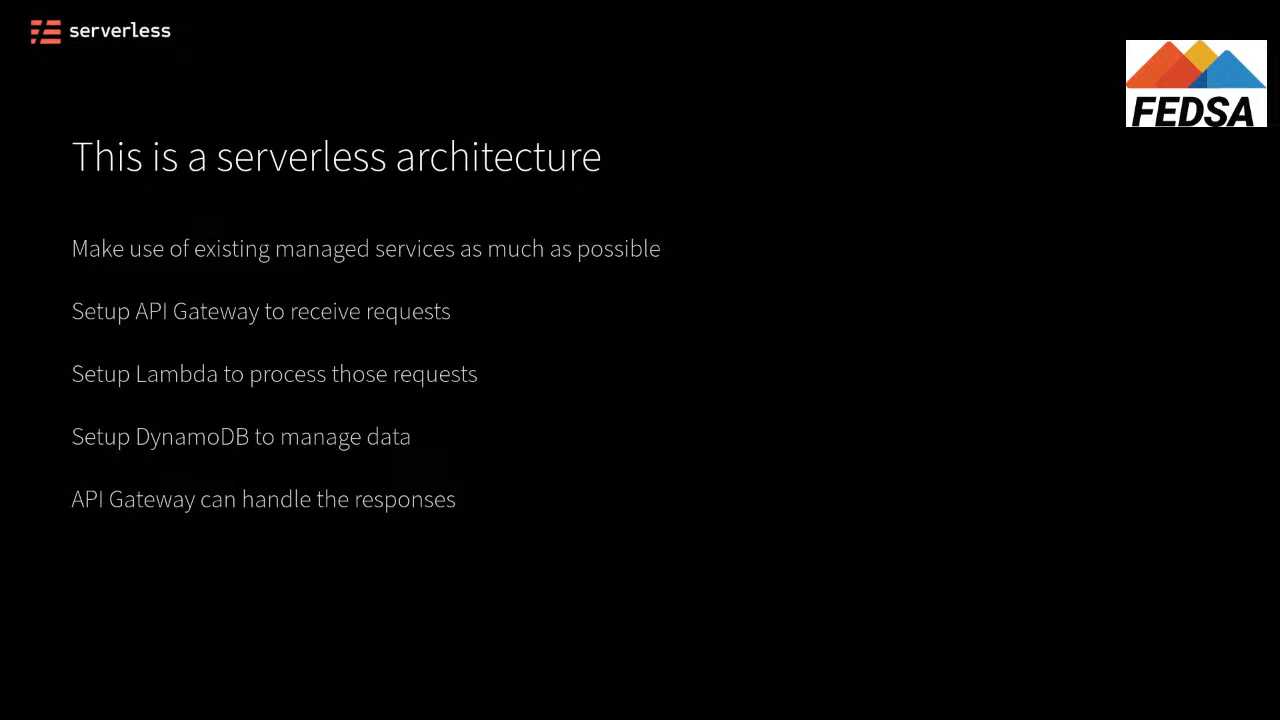 serverless
FEDSA
This is a serverless architecture
Make use of existing managed services as much as possible
Setup API Gateway to receive requests
Setup Lambda to process those requests
Setup DynamoDB to manage data
API Gateway can handle the responses